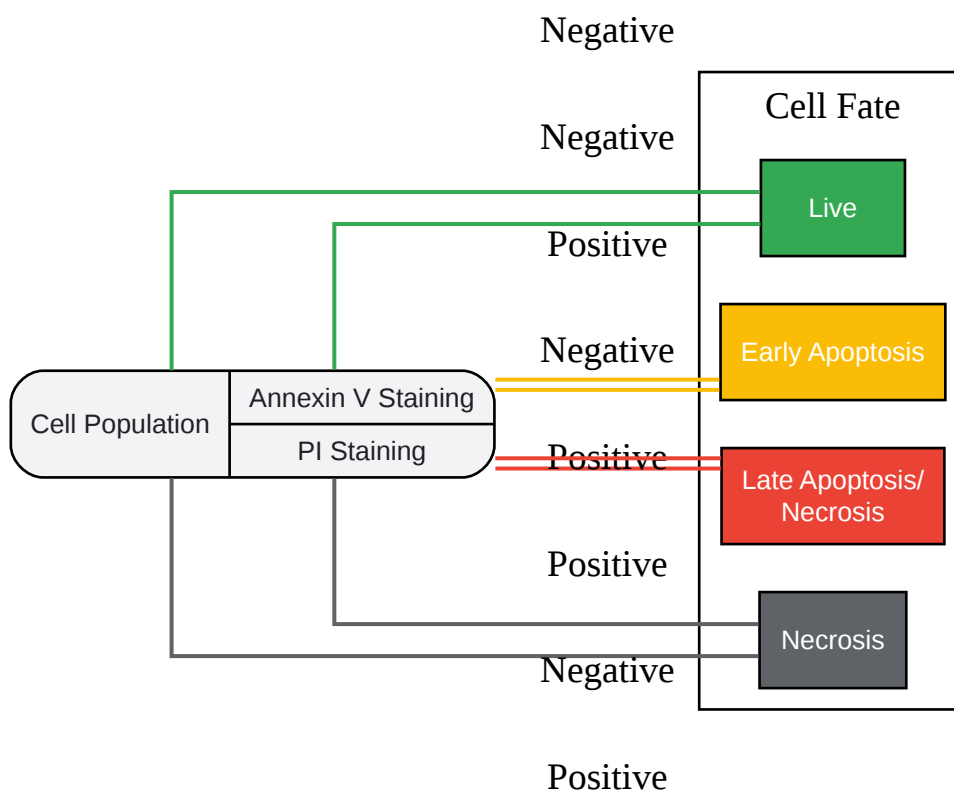 Negative
Cell Fate
Negative
Live
Positive
Negative
Early Apoptosis
Annexin V Staining
Cell Population
PI Staining
Positive
Late Apoptosis/
Necrosis
Positive
Necrosis
Negative
Positive